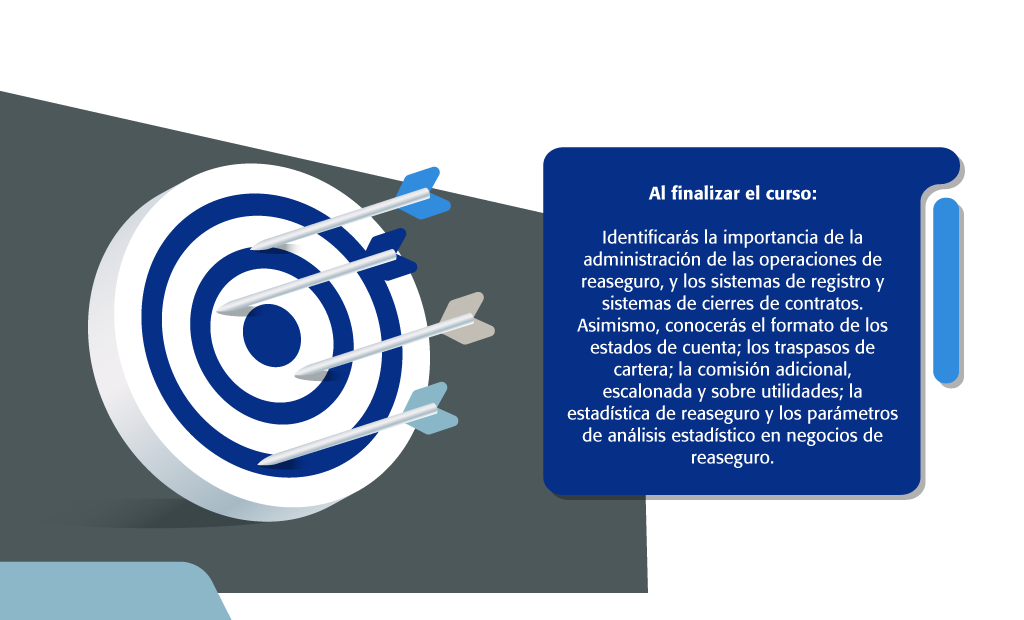 Al finalizar el curso:
Identificarás la importancia de la
administración de las operaciones de
reaseguro, y los sistemas de registro y
sistemas de cierres de contratos.
Asimismo, conocerás el formato de los
estados de cuenta; los traspasos de
cartera; la comisión adicional,
escalonada y sobre utilidades; la
estadística de reaseguro y los parámetros
de análisis estadístico en negocios de
reaseguro.